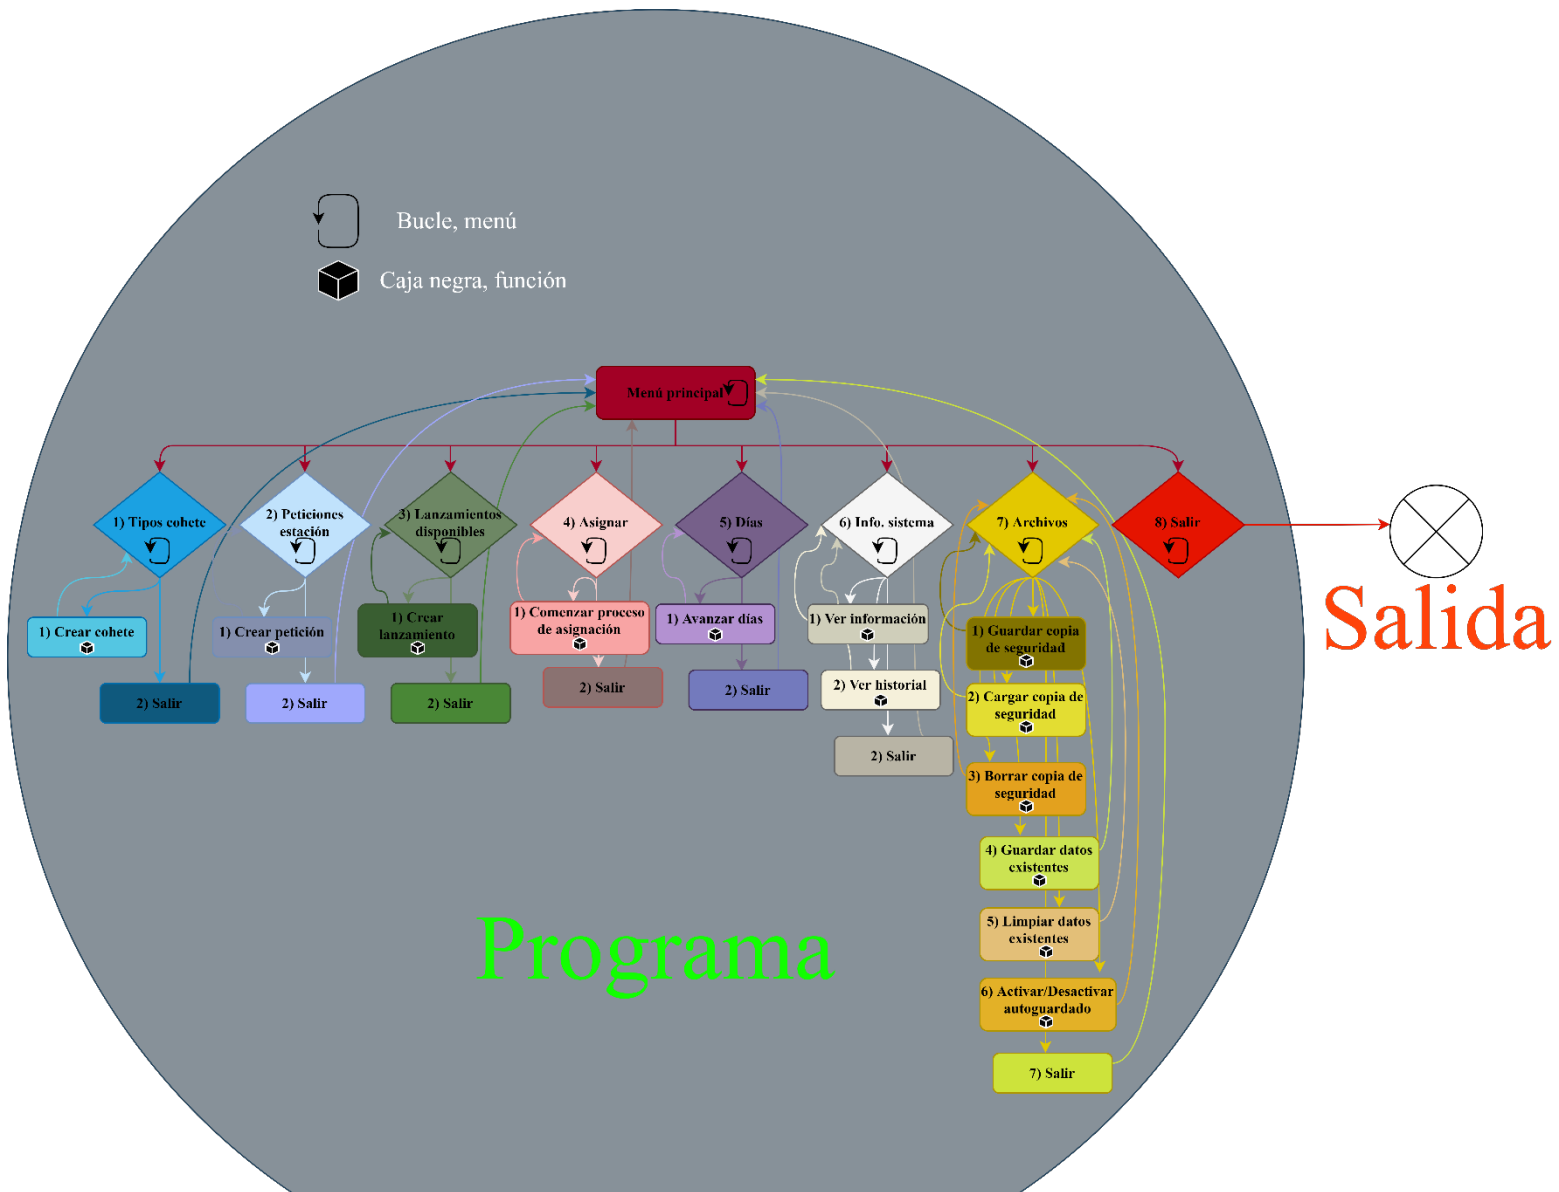 Bucle, menú
Caja negra, función
Menú principal
1) Tipos cohete
2) Peticiones
estación
3) Lanzamientos
disponibles
4) Asignar
5) Días
6) Info. sistema
7) Archivos
8) Salir
Salida
1) Crear cohete
2) Salir
1) Crear petición
2) Salir
1) Crear
lanzamiento
2) Salir
1) Comenzar proceso
de asignación
2) Salir
1) Avanzar días
2) Salir
1) Ver información
2) Ver historial
2) Salir
1) Guardar copia
de seguridad
2) Cargar copia de
seguridad
3) Borrar copia de
seguridad
4) Guardar datos
existentes
5) Limpiar datos
existentes
6) Activar/Desactivar
autoguardado
7) Salir
Programa